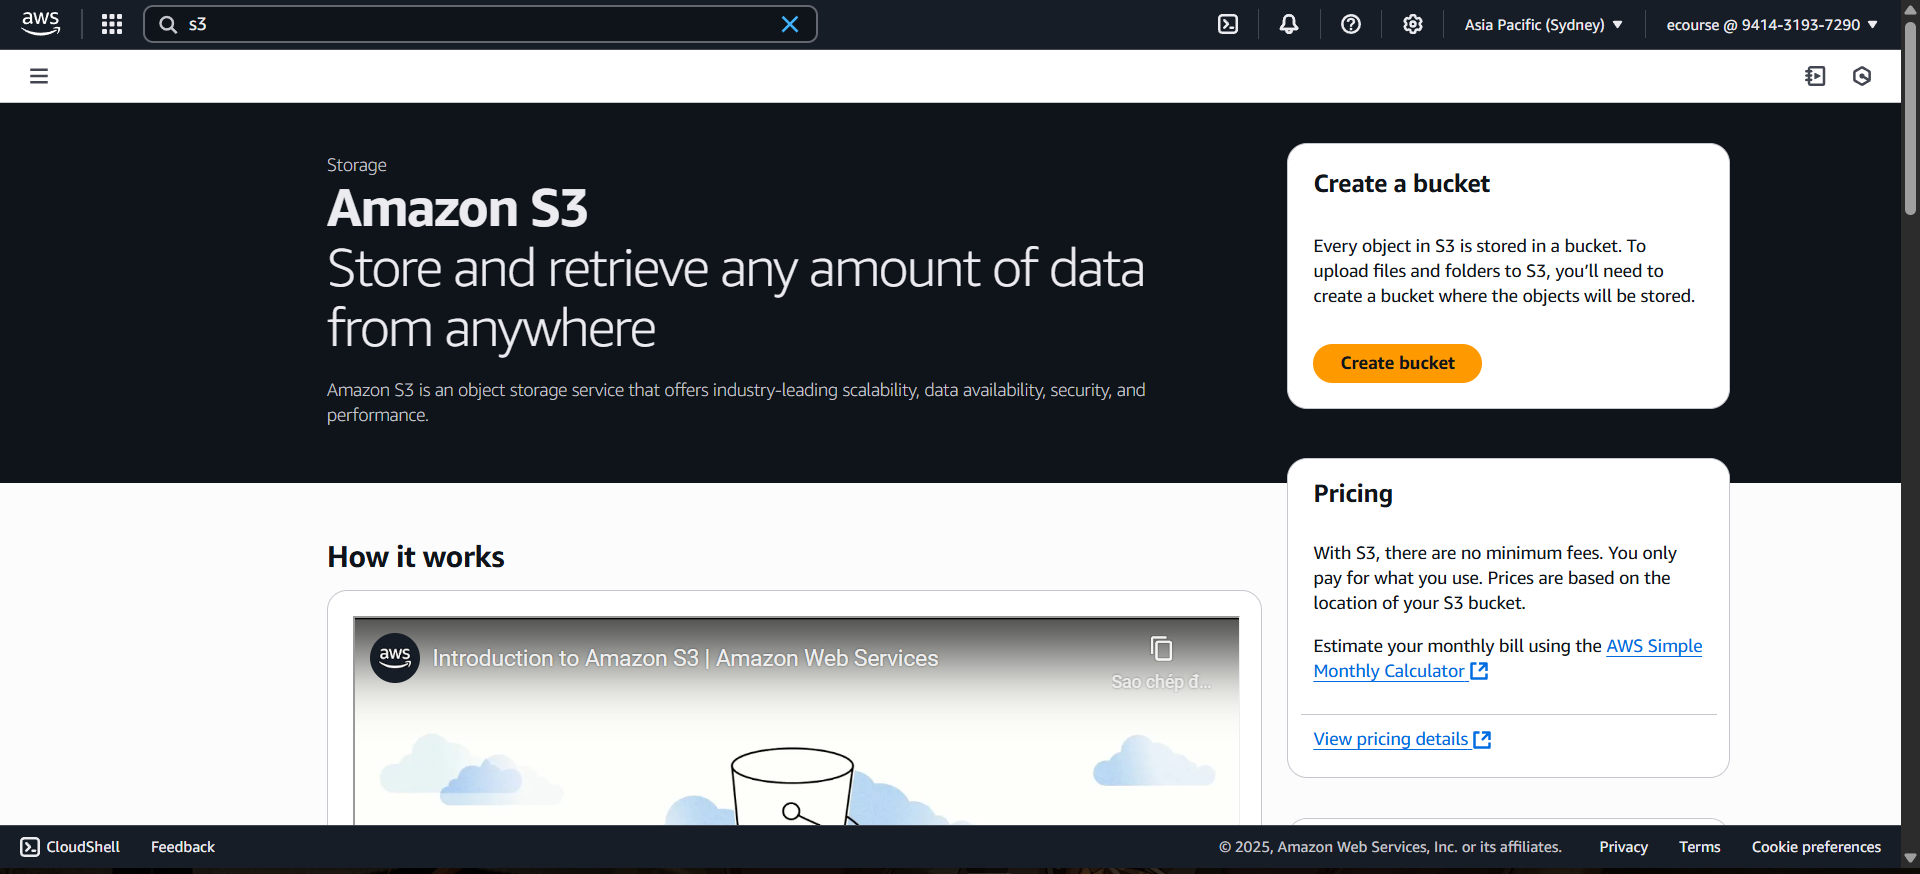 aws
s3
Asia Pacific (Sydney)
ecourse @ 9414-3193-7290
Storage
Amazon S3
Store and retrieve any amount of data
from anywhere
Amazon S3 is an object storage service that offers industry-leading scalability, data availability, security, and
performance.
Create a bucket
Every object in S3 is stored in a bucket. To
upload files and folders to S3, you’ll need to
create a bucket where the objects will be stored.
Create bucket
Pricing
With S3, there are no minimum fees. You only
pay for what you use. Prices are based on the
location of your S3 bucket.
Estimate your monthly bill using the AWS Simple
Monthly Calculator
View pricing details
How it works
aws
Introduction to Amazon S3 | Amazon Web Services
Sao chép đ...
CloudShell
Feedback
© 2025, Amazon Web Services, Inc. or its affiliates.
Privacy
Terms
Cookie preferences